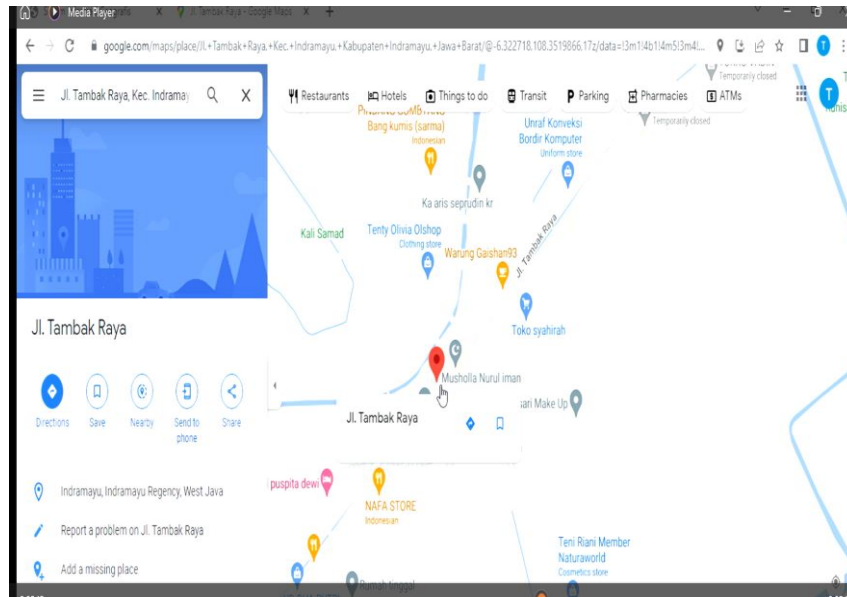 Media Player
Jl. Tambak Raya - Google Maps
google.com/maps/place/Jl.+Tambak+Raya,+Kec.+Indramayu,+Kabupaten+Indramayu,+Jawa+Barat/@-6.322718,108.3519866,17z/data=!3m1!4b1!4m5!3m4!...
Jl. Tambak Raya, Kec. Indramay
Restaurants
Hotels
Things to do
Transit
Parking
Pharmacies
ATMs
T
T
Temporarily closed
Bang kumis (sarma)
Indonesian
Unraf Konveksi
Bordir Komputer
Uniform store
Temporarily closed
Ka aris seprudin kr
Kali Samad
Tenty Olivia Olshop
Clothing store
Warung Gaishan93
Jl. Tambak Raya
Toko syahirah
Musholla Nurul iman
sari Make Up
Jl. Tambak Raya
puspita dewi
NAFA STORE
Indonesian
Teni Riani Member
Naturaworld
Cosmetics store
Rumah tinggal
Jl. Tambak Raya
Directions
Save
Nearby
Send to
phone
Share
Indramayu, Indramayu Regency, West Java
Report a problem on Jl. Tambak Raya
Add a missing place